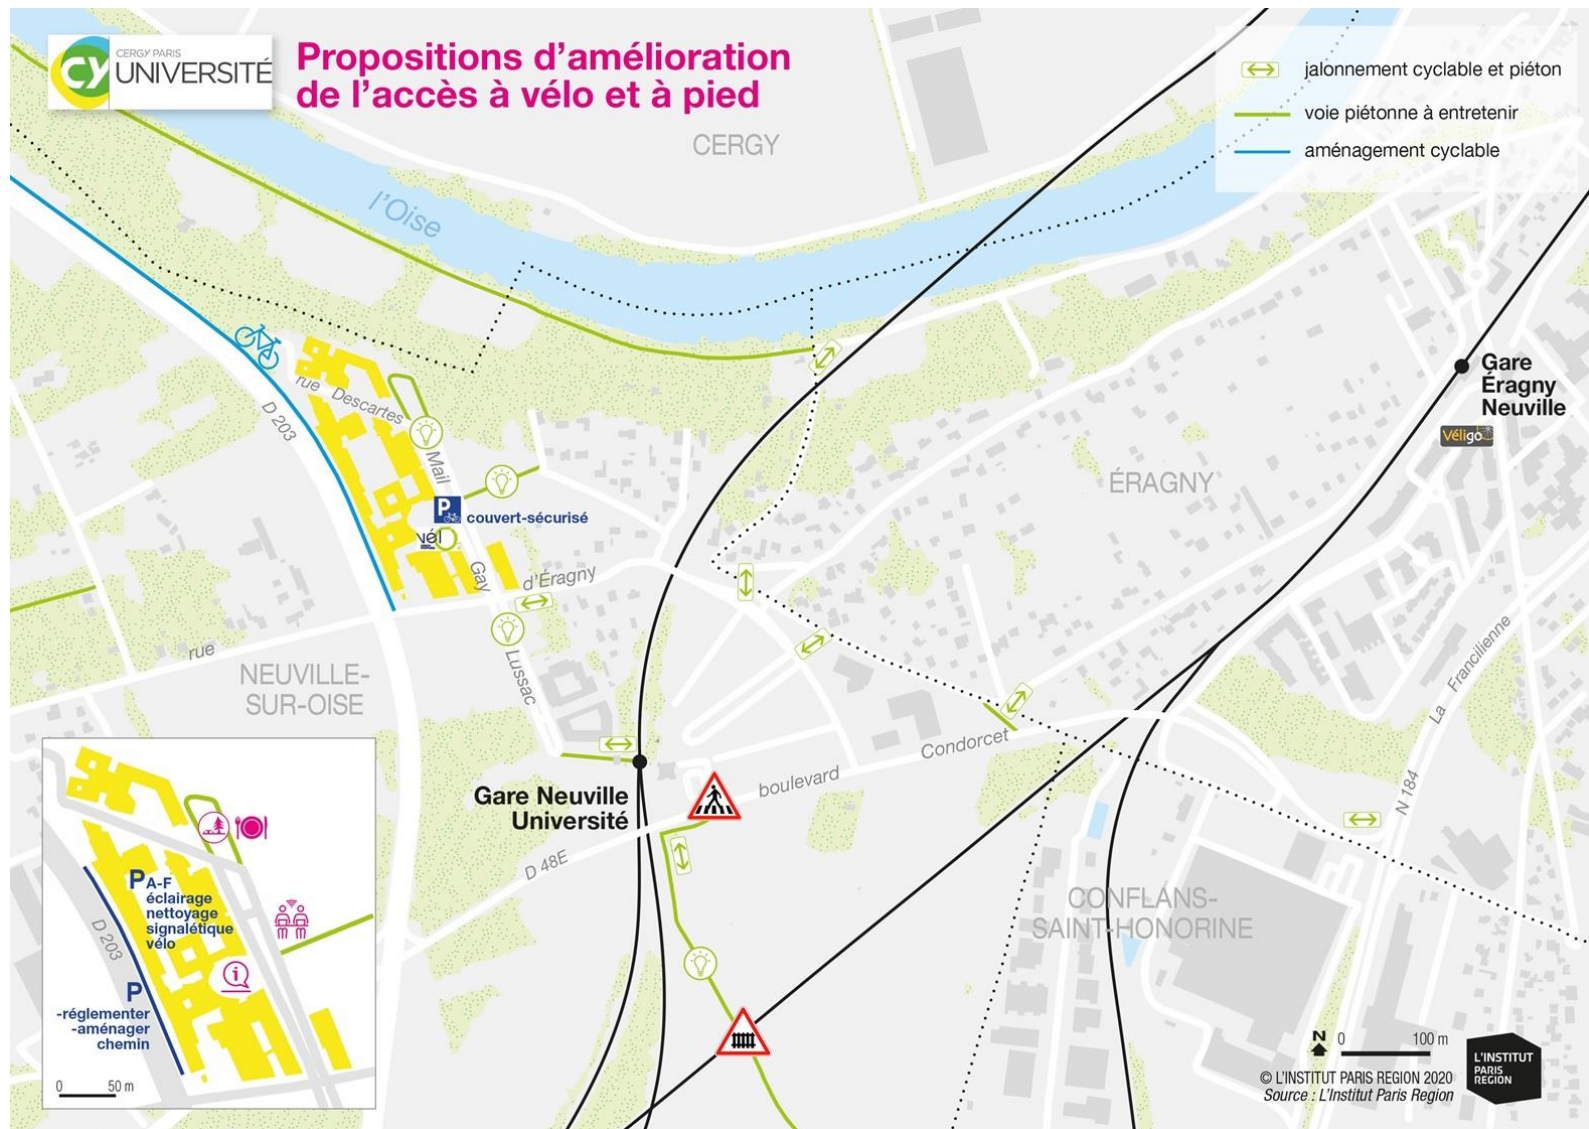 CERGY PARIS
CY UNIVERSITÉ
Propositions d'amélioration
de l'accès à vélo et à pied
jalonnement cyclable et piéton
voie piétonne à entretenir
aménagement cyclable
CERGY
l'Oise
Gare
Éragny
Neuville
Véligo
ÉRAGNY
rue Descartes
D 203
Mail
P
couvert-sécurisé
vél
Gay
d'Éragny
rue
Lussac
NEUVILLE-
SUR-OISE
La Francilienne
Condorcet
boulevard
Gare Neuville
Université
D 48E
N 184
CONFLANS-
SAINT-HONORINE
P A-F
éclairage
nettoyage
signalétique
vélo
D 203
i
P
-réglementer
-aménager
chemin
0 50 m
N 0 100 m
© L'INSTITUT PARIS REGION 2020
Source : L'Institut Paris Region
L'INSTITUT
PARIS
REGION